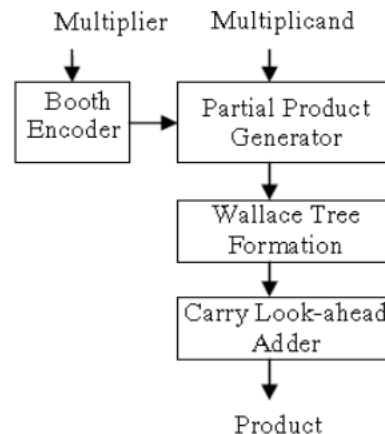 Multiplier
Multiplicand
Booth
Encoder
Partial Product
Generator
Wallace Tree
Formation
Carry Look-ahead
Adder
Product